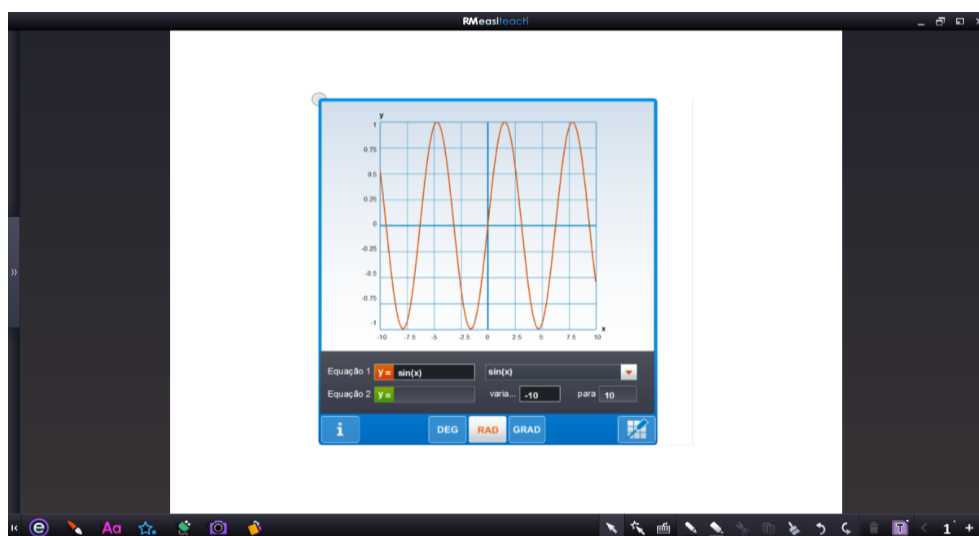 RMeasiteach
y
1
0.75
0.5
0.25
0
-0.25
-0.5
-0.75
-1
-10 -7.5 -5 -2.5 0 2.5 5 7.5 10 x
Equação 1 y= sin(x) sin(x)
Equação 2 y= varia... -10 para 10
i DEG RAD GRAD
e Aa T 1